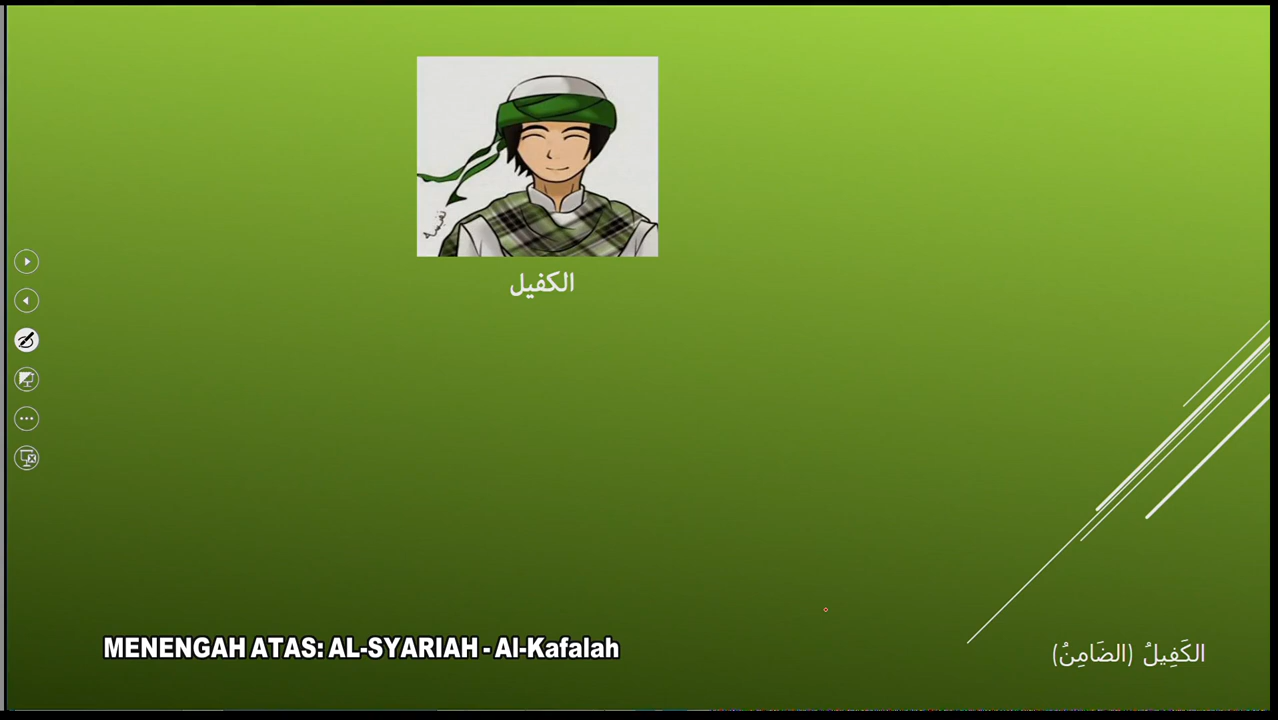 الكفيل
MENENGAH ATAS: AL-SYARIAH - Al-Kafalah
الكَفِيلُ (الضَامِنُ)